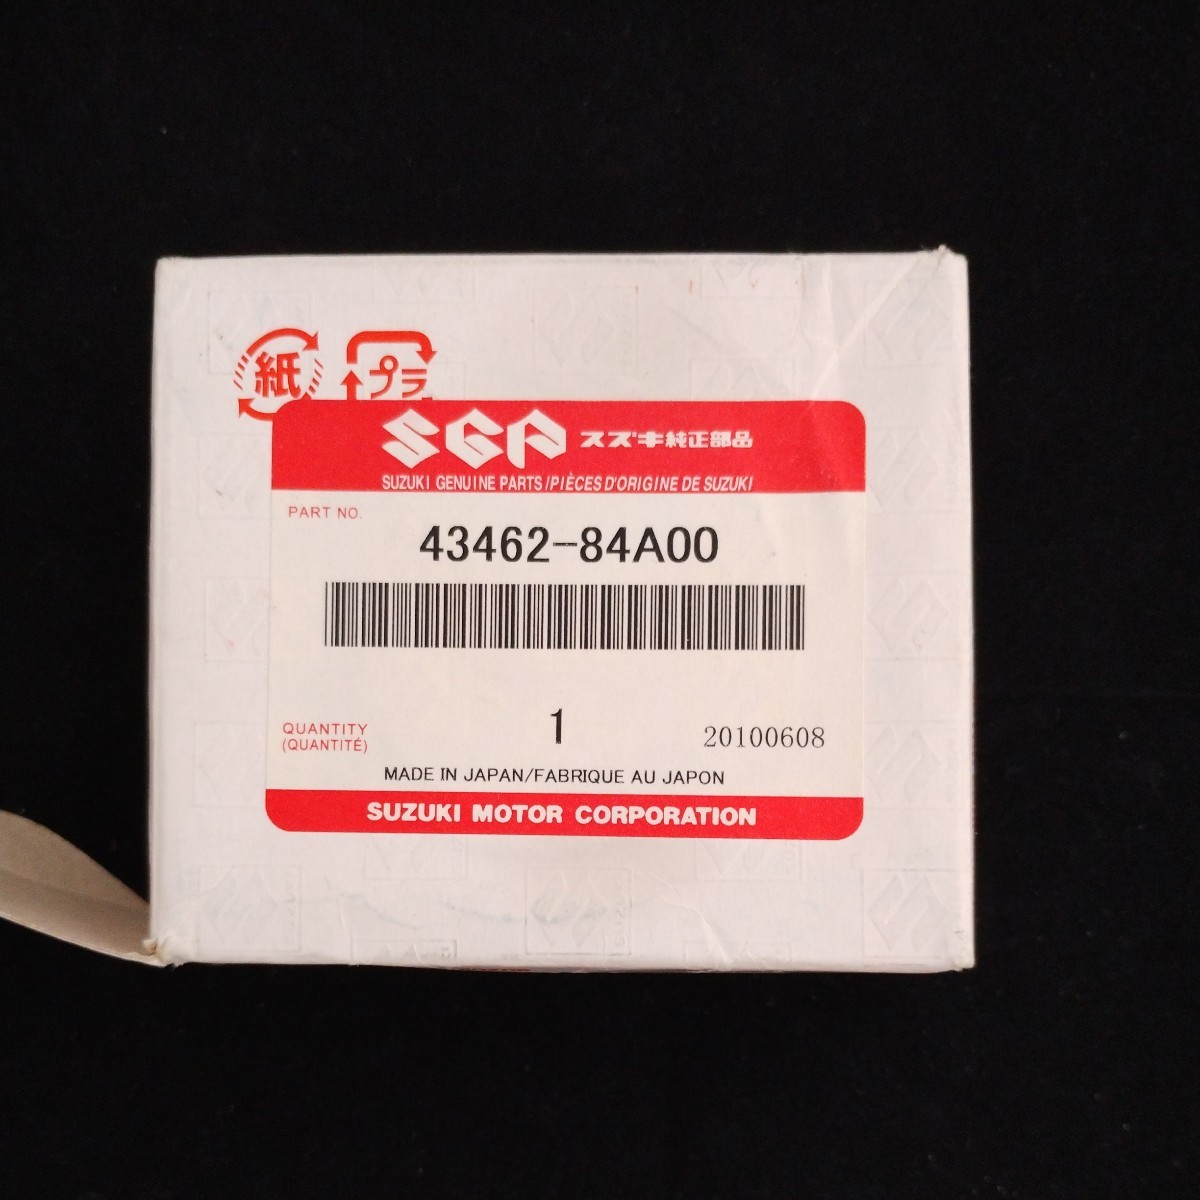 紙 プラ
SGP スズキ純正部品
SUZUKI GENUINE PARTS/PIÈCES D'ORIGINE DE SUZUKI
PART NO.
43462-84A00
QUANTITY
(QUANTITÉ)
1
20100608
MADE IN JAPAN/FABRIQUE AU JAPON
SUZUKI MOTOR CORPORATION